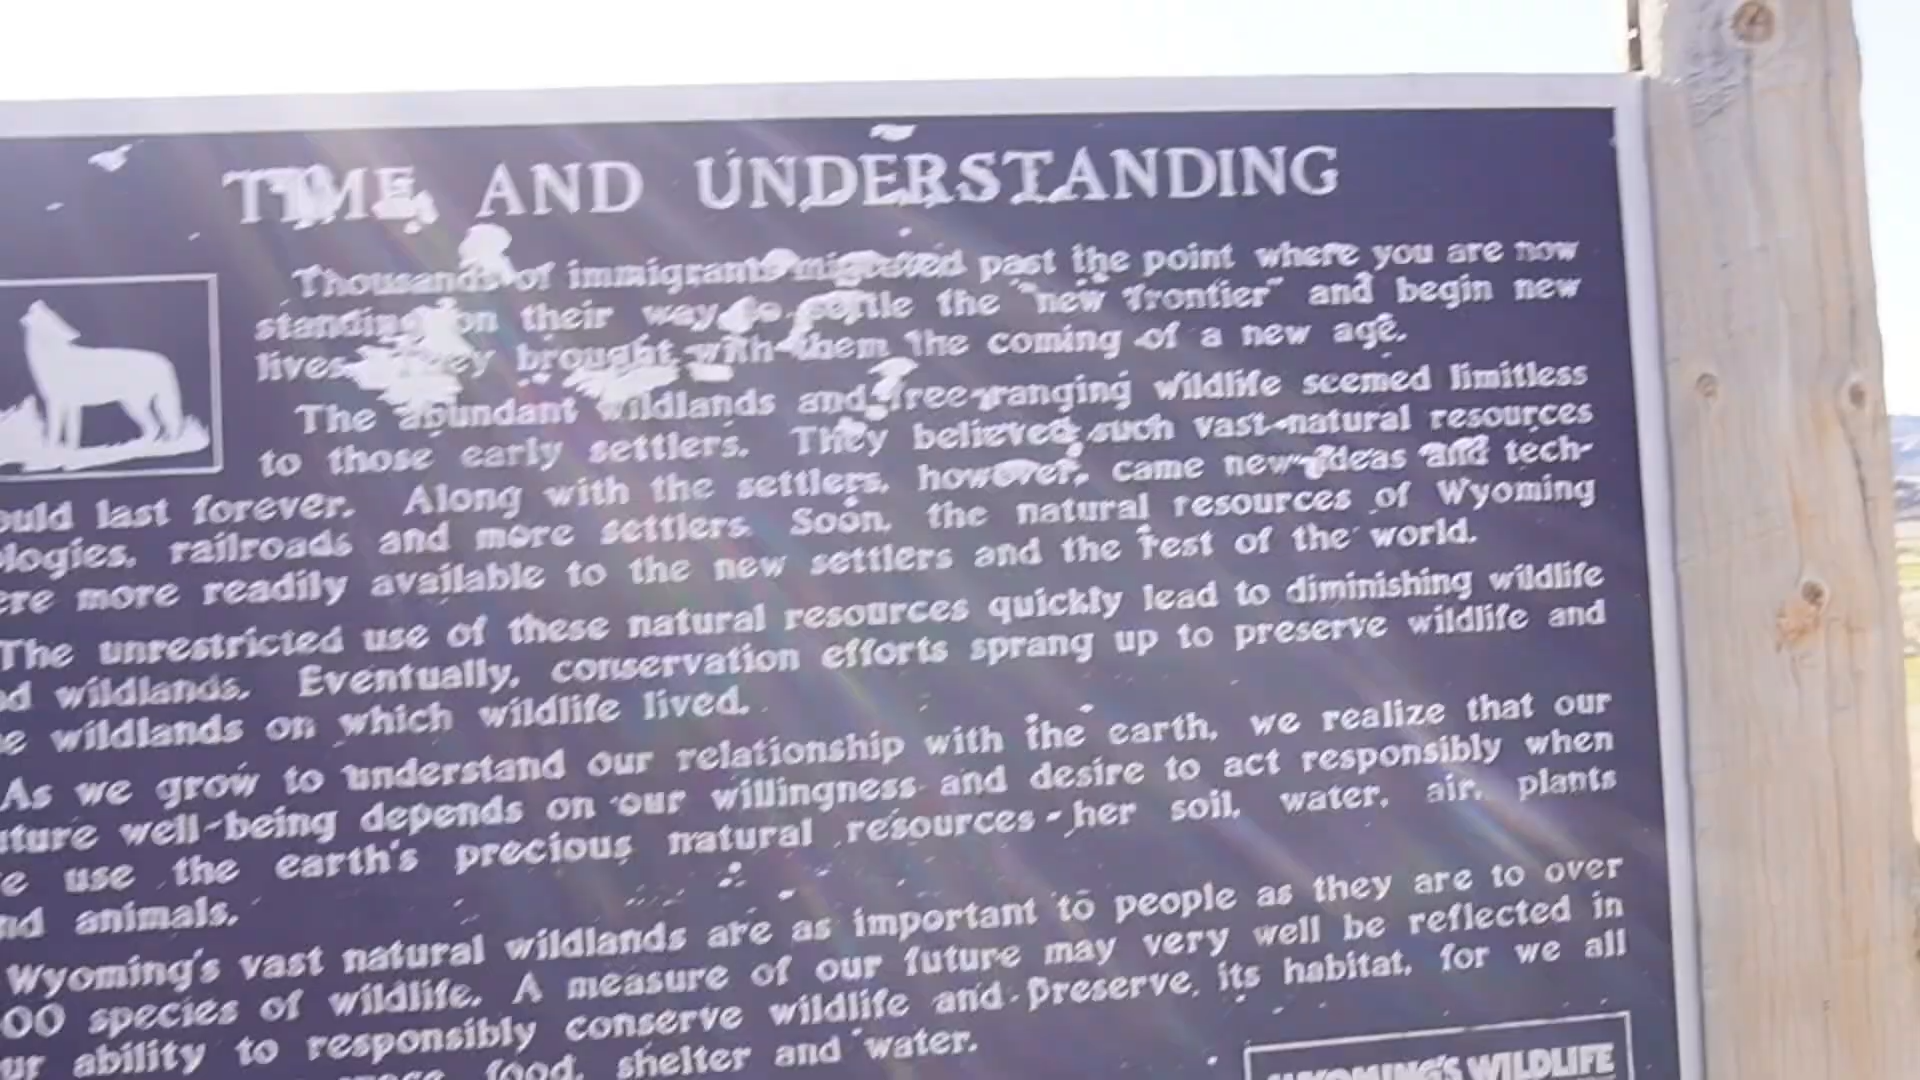 TIME AND UNDERSTANDING
Thousands of immigrants migrated past the point where you are now
standing on their way to settle the "new frontier" and begin new
lives. They brought with them the coming of a new age.
The abundant wildlands and free-ranging wildlife seemed limitless
to those early settlers. They believed such vast natural resources
ould last forever. Along with the settlers, however, came new ideas and tech-
logies, railroads and more settlers. Soon, the natural resources of Wyoming
ere more readily available to the new settlers and the rest of the world.
The unrestricted use of these natural resources quickly lead to diminishing wildlife
d wildlands. Eventually, conservation efforts sprang up to preserve wildlife and
e wildlands on which wildlife lived.
As we grow to understand our relationship with the earth, we realize that our
uture well-being depends on our willingness and desire to act responsibly when
e use the earth's precious natural resources - her soil, water, air, plants
nd animals.
Wyoming's vast natural wildlands are as important to people as they are to over
00 species of wildlife. A measure of our future may very well be reflected in
ur ability to responsibly conserve wildlife and preserve its habitat, for we all
food, shelter and water.
WYOMING'S WILDLIFE